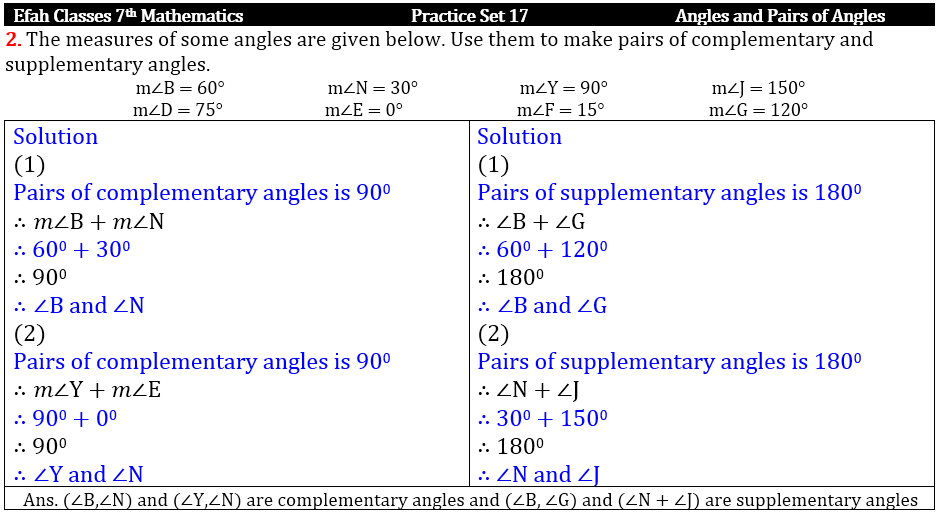 Efah Classes 7th Mathematics Practice Set 17 Angles and Pairs of Angles
2. The measures of some angles are given below. Use them to make pairs of complementary and
supplementary angles.
m∠B = 60° m∠N = 30° m∠Y = 90° m∠J = 150°
m∠D = 75° m∠E = 0° m∠F = 15° m∠G = 120°
Solution
(1)
Pairs of complementary angles is 90⁰
∴ m∠B + m∠N
∴ 60⁰ + 30⁰
∴ 90⁰
∴ ∠B and ∠N
(2)
Pairs of complementary angles is 90⁰
∴ m∠Y + m∠E
∴ 90⁰ + 0⁰
∴ 90⁰
∴ ∠Y and ∠N
Solution
(1)
Pairs of supplementary angles is 180⁰
∴ ∠B + ∠G
∴ 60⁰ + 120⁰
∴ 180⁰
∴ ∠B and ∠G
(2)
Pairs of supplementary angles is 180⁰
∴ ∠N + ∠J
∴ 30⁰ + 150⁰
∴ 180⁰
∴ ∠N and ∠J
Ans. (∠B,∠N) and (∠Y,∠N) are complementary angles and (∠B, ∠G) and (∠N + ∠J) are supplementary angles